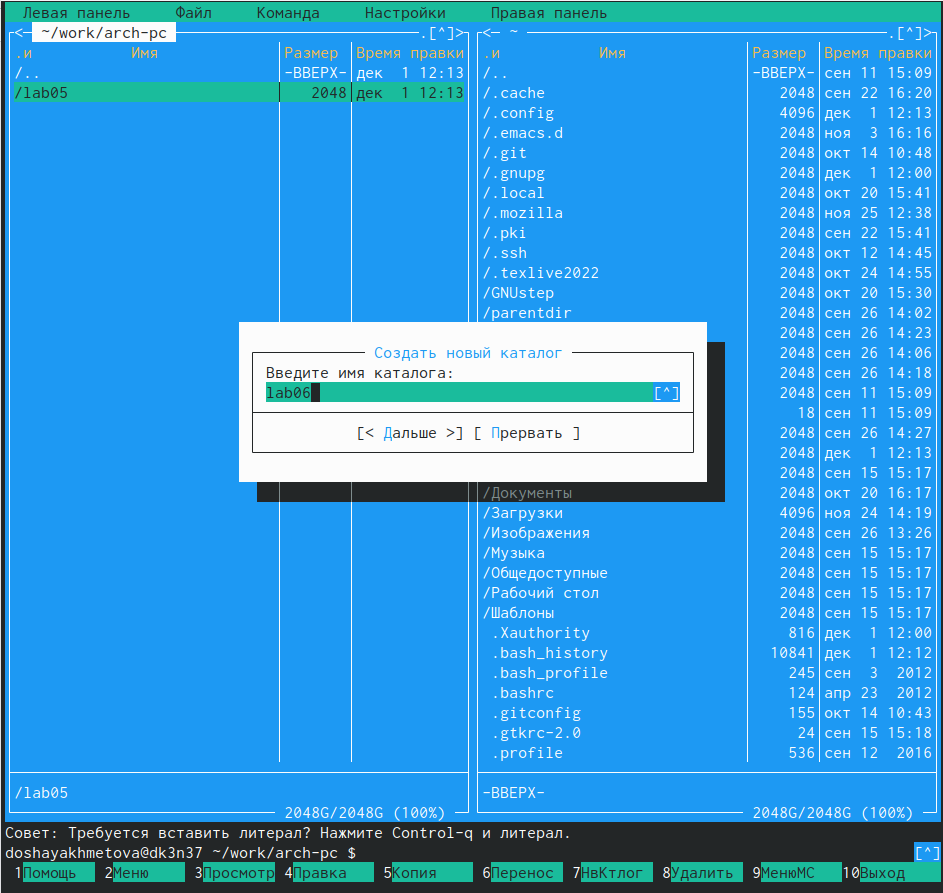 Левая панель Файл Команда Настройки Правая панель
<─ ~/work/arch-pc .[^]>
.и Имя Размер Время правки
/.. -ВВЕРХ- дек 1 12:13
/lab05 2048 дек 1 12:13
/lab05
2048G/2048G (100%)
<─ ~ .[^]>
.и Имя Размер Время правки
/.. -ВВЕРХ- сен 11 15:09
/.cache 2048 сен 22 16:20
/.config 4096 дек 1 12:13
/.emacs.d 2048 ноя 3 16:16
/.git 2048 окт 14 10:48
/.gnupg 2048 дек 1 12:00
/.local 2048 окт 20 15:41
/.mozilla 2048 ноя 25 12:38
/.pki 2048 сен 22 15:41
/.ssh 2048 окт 12 14:45
/.texlive2022 2048 окт 24 14:55
/GNUstep 2048 окт 20 15:30
/parentdir 2048 сен 26 14:02
2048 сен 26 14:23
2048 сен 26 14:06
2048 сен 26 14:18
2048 сен 11 15:09
18 сен 11 15:09
2048 сен 26 14:27
2048 дек 1 12:13
2048 сен 15 15:17
/Документы 2048 окт 20 16:17
/Загрузки 4096 ноя 24 14:19
/Изображения 2048 сен 26 13:26
/Музыка 2048 сен 15 15:17
/Общедоступные 2048 сен 15 15:17
/Рабочий стол 2048 сен 15 15:17
/Шаблоны 2048 сен 15 15:17
.Xauthority 816 дек 1 12:00
.bash_history 10841 дек 1 12:12
.bash_profile 245 сен 3 2012
.bashrc 124 апр 23 2012
.gitconfig 155 окт 14 10:43
.gtkrc-2.0 24 сен 15 15:18
.profile 536 сен 12 2016
-ВВЕРХ-
2048G/2048G (100%)
Создать новый каталог
Введите имя каталога:
lab06 [^]
[< Дальше >] [ Прервать ]
Совет: Требуется вставить литерал? Нажмите Control-q и литерал.
doshayakhmetova@dk3n37 ~/work/arch-pc $ [^]
1Помощь 2Меню 3Просмотр 4Правка 5Копия 6Перенос 7НвКтлог 8Удалить 9МенюMC 10Выход